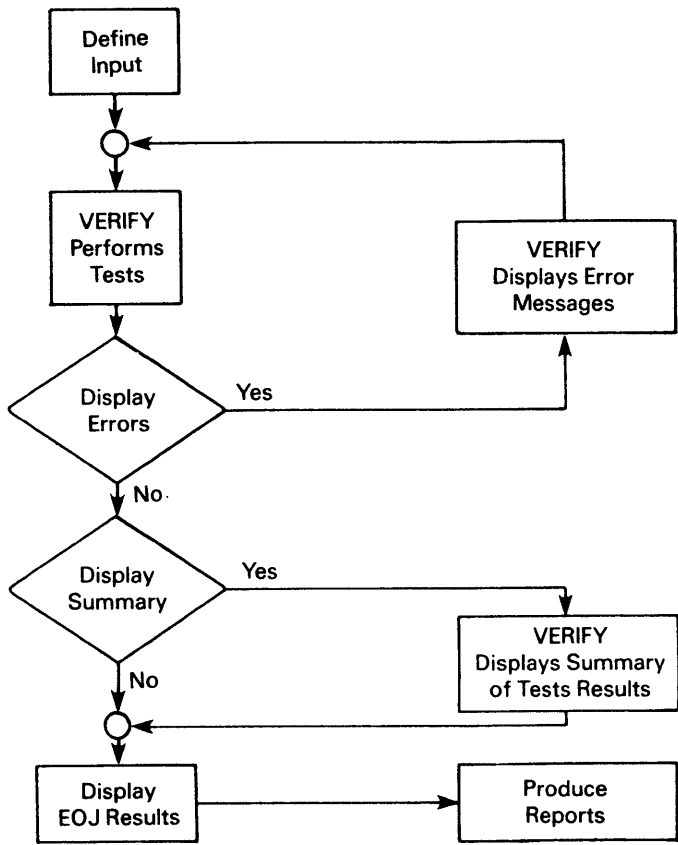 Define
Input
VERIFY
Performs
Tests
VERIFY
Displays Error
Messages
Display
Errors
Yes
No
Display
Summary
Yes
VERIFY
Displays Summary
of Tests Results
No
Display
EOJ Results
Produce
Reports